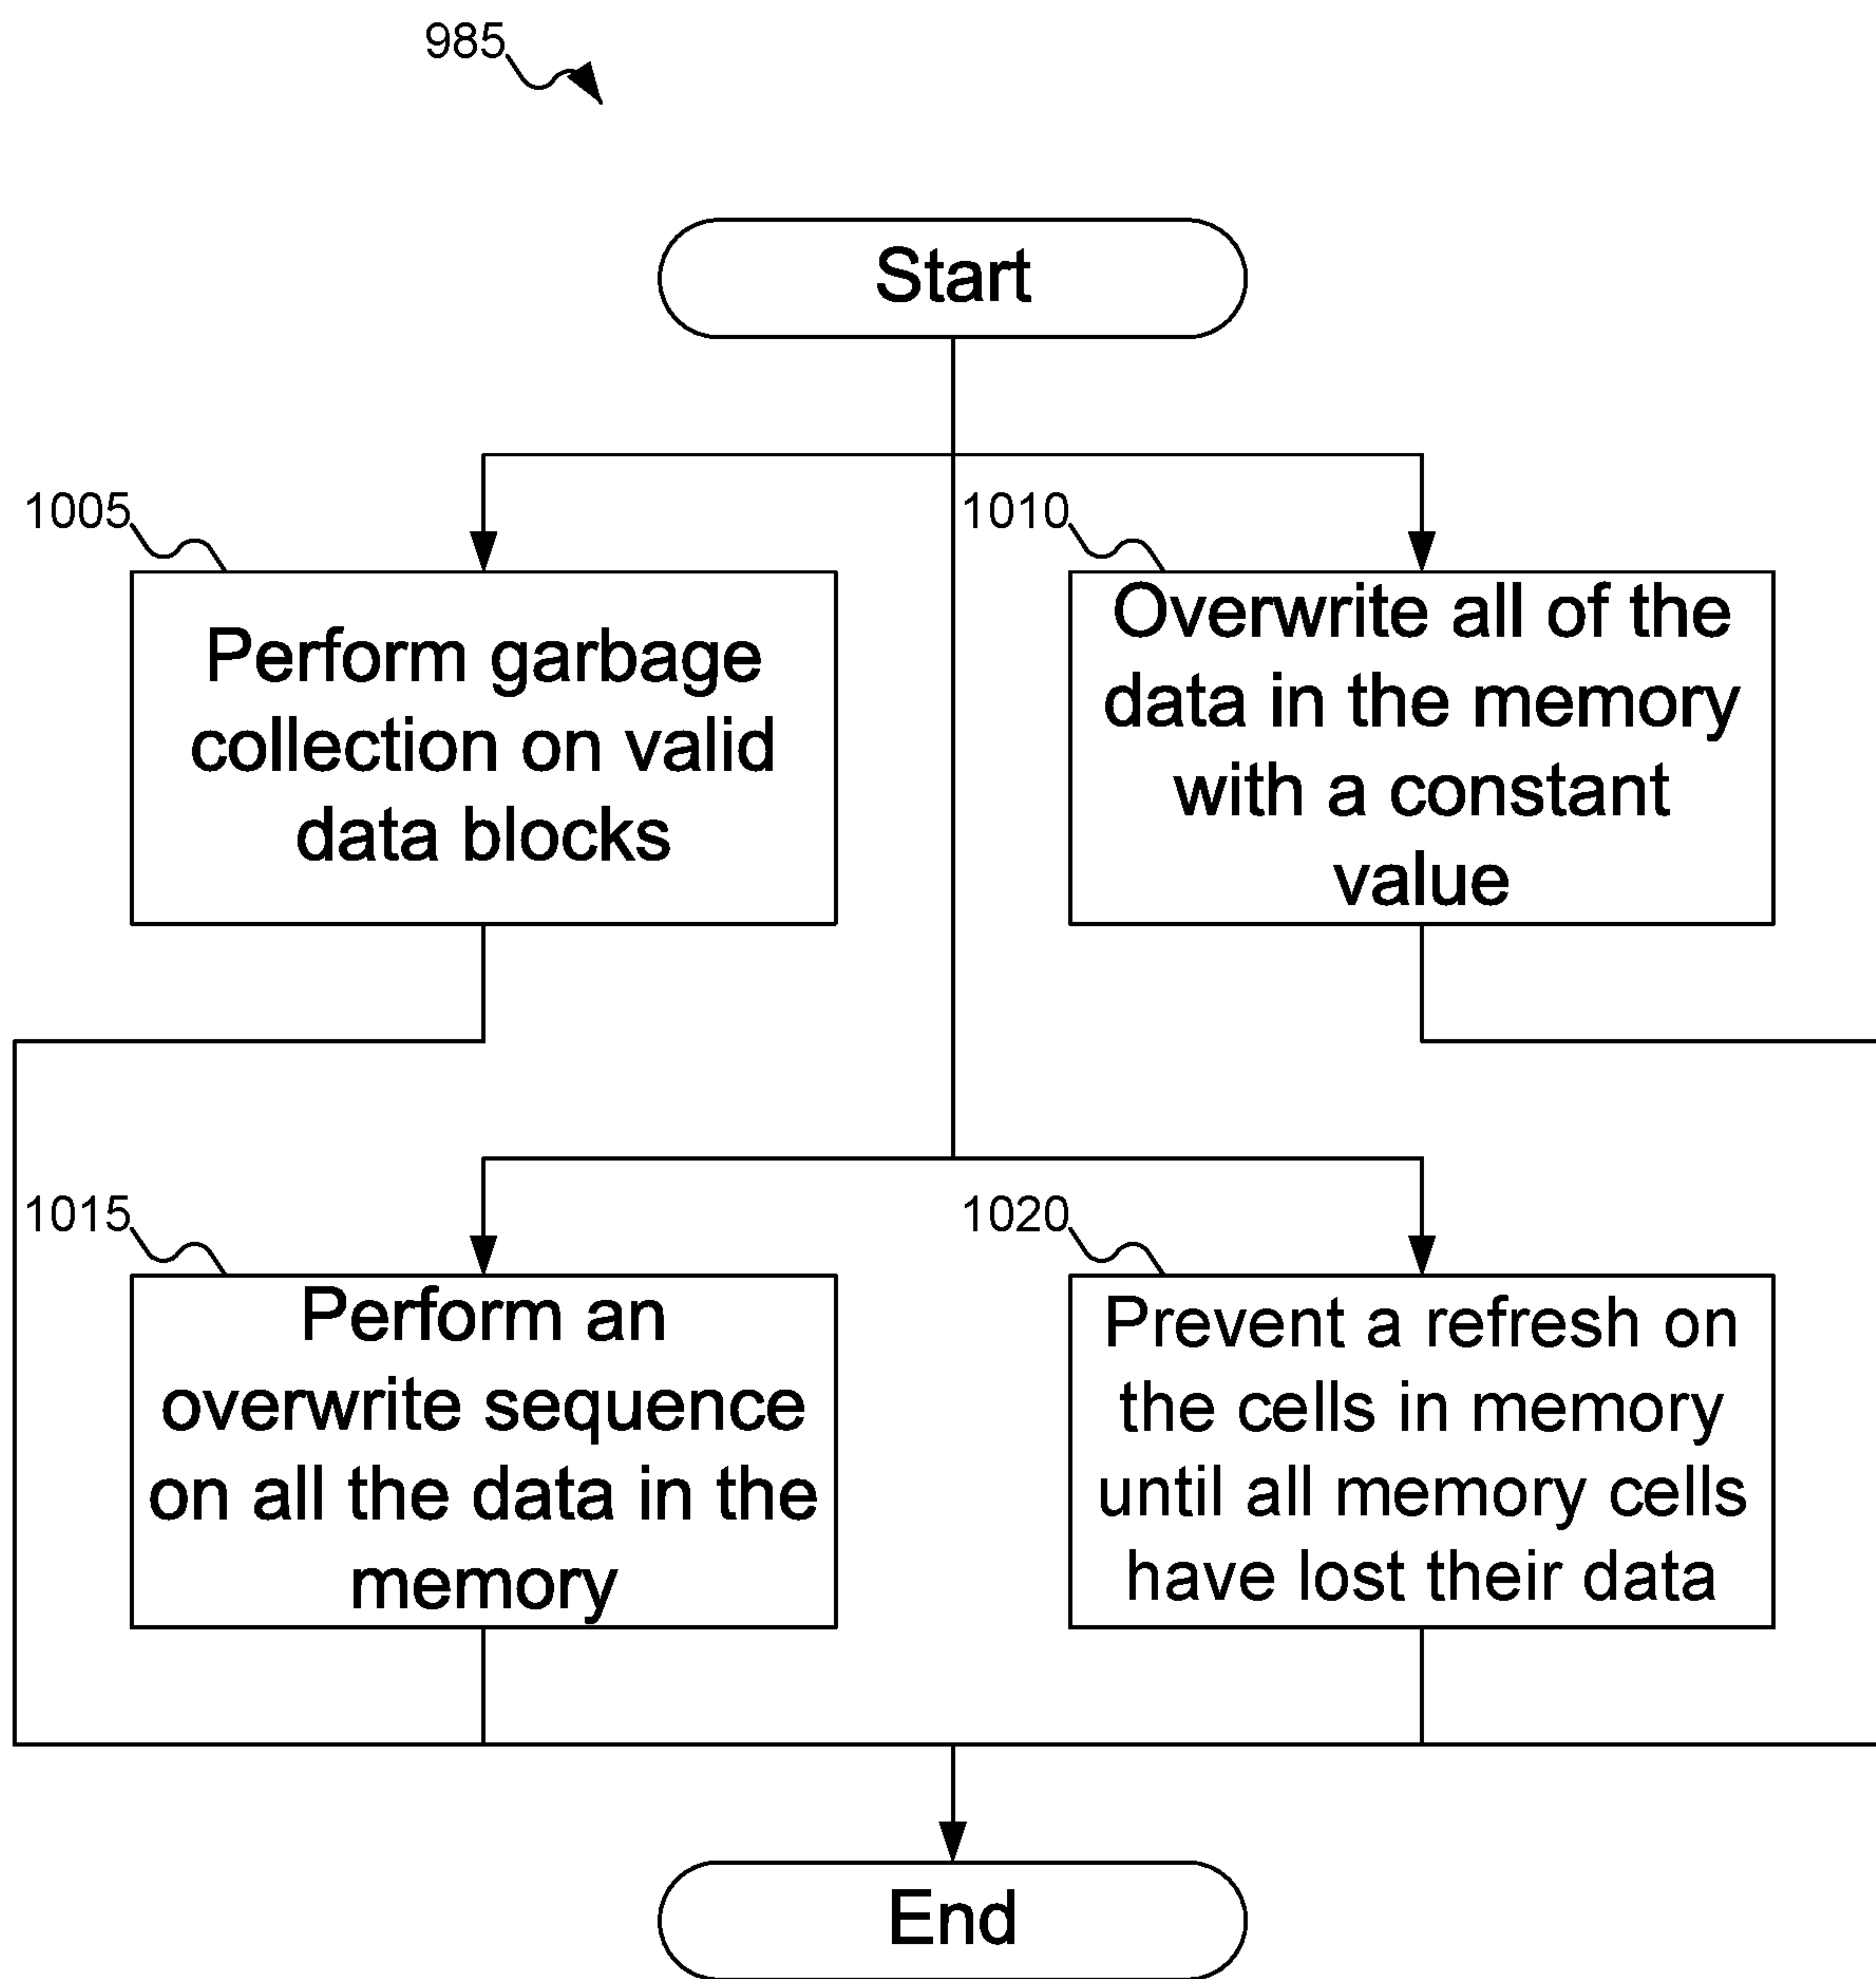 985
Start
1005
Perform garbage
collection on valid
data blocks
1010
Overwrite all of the
data in the memory
with a constant
value
1015
Perform an
overwrite sequence
on all the data in the
memory
1020
Prevent a refresh on
the cells in memory
until all memory cells
have lost their data
End